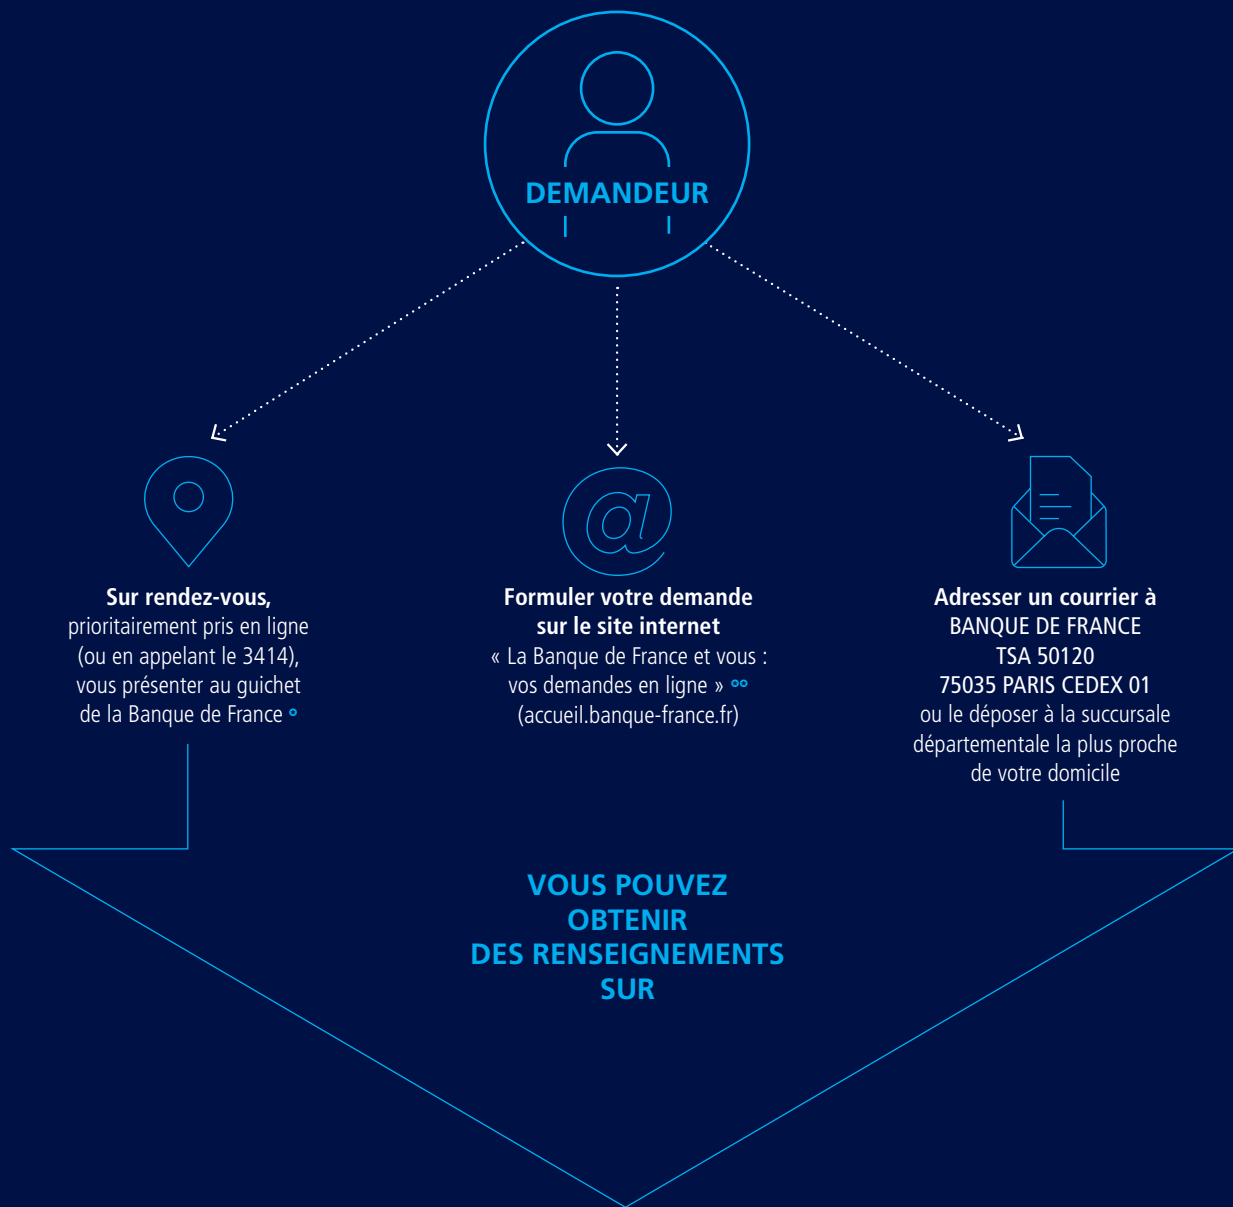 DEMANDEUR
Sur rendez-vous,
prioritairement pris en ligne
(ou en appelant le 3414),
vous présenter au guichet
de la Banque de France °
Formuler votre demande
sur le site internet
« La Banque de France et vous :
vos demandes en ligne » °°
(accueil.banque-france.fr)
Adresser un courrier à
BANQUE DE FRANCE
TSA 50120
75035 PARIS CEDEX 01
ou le déposer à la succursale
départementale la plus proche
de votre domicile
VOUS POUVEZ
OBTENIR
DES RENSEIGNEMENTS
SUR